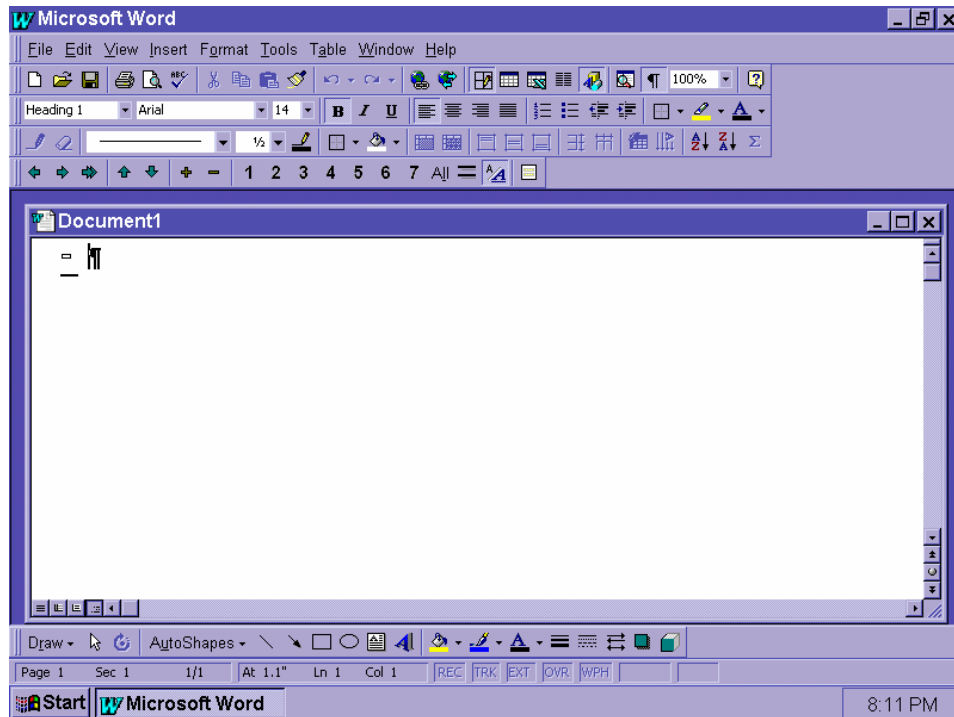 Microsoft Word
File Edit View Insert Format Tools Table Window Help
ABC 100% ¶
Heading 1 Arial 14 B I U A
½ A Z Z A Σ
1 2 3 4 5 6 7 All A A
Document1
¶
Draw AutoShapes A A
Page 1 Sec 1 1/1 At 1.1" Ln 1 Col 1 REC TRK EXT OVR WPH
Start Microsoft Word 8:11 PM